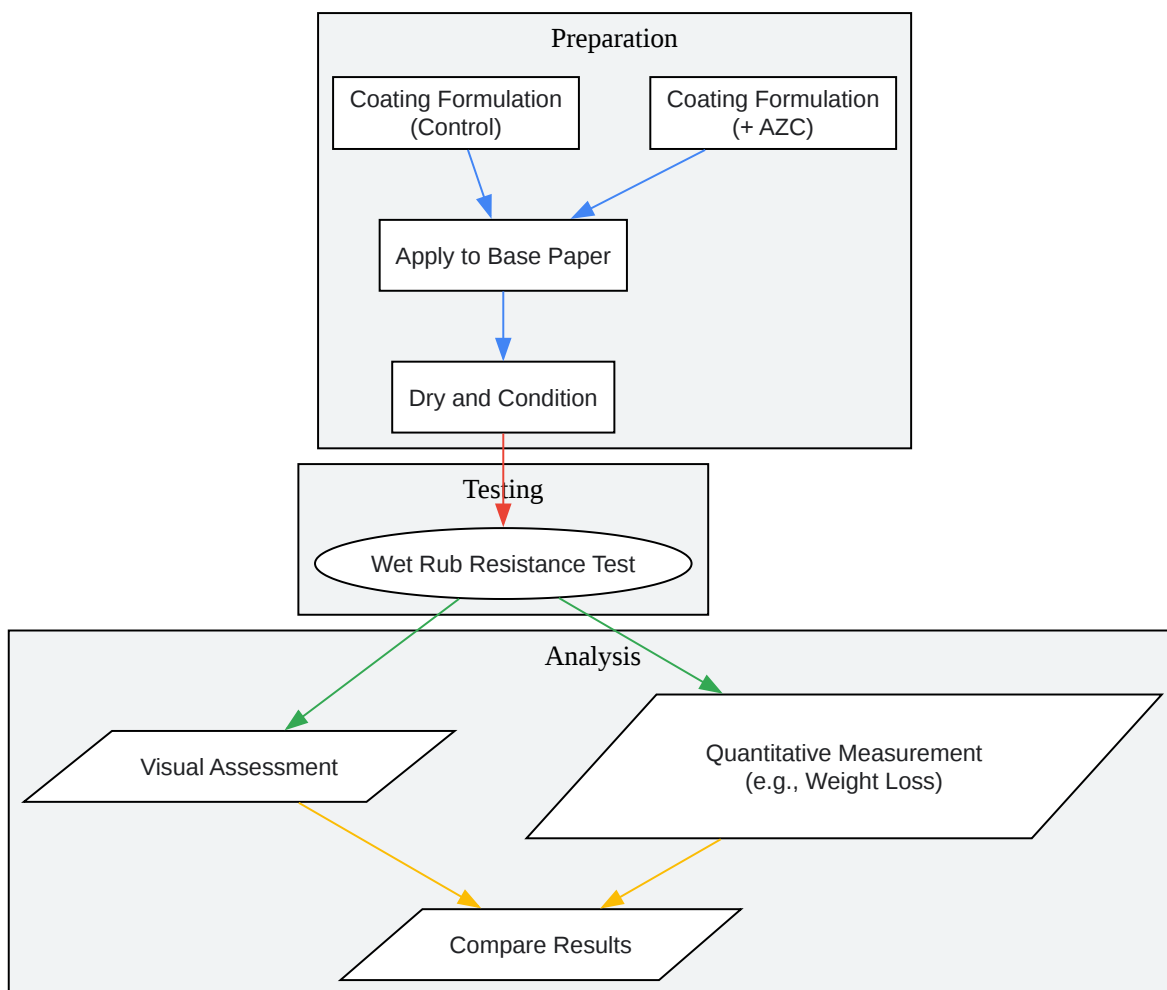 Preparation
Coating Formulation
(Control)
Coating Formulation
(+ AZC)
Apply to Base Paper
Dry and Condition
Testing
Wet Rub Resistance Test
Analysis
Visual Assessment
Quantitative Measurement
(e.g., Weight Loss)
Compare Results